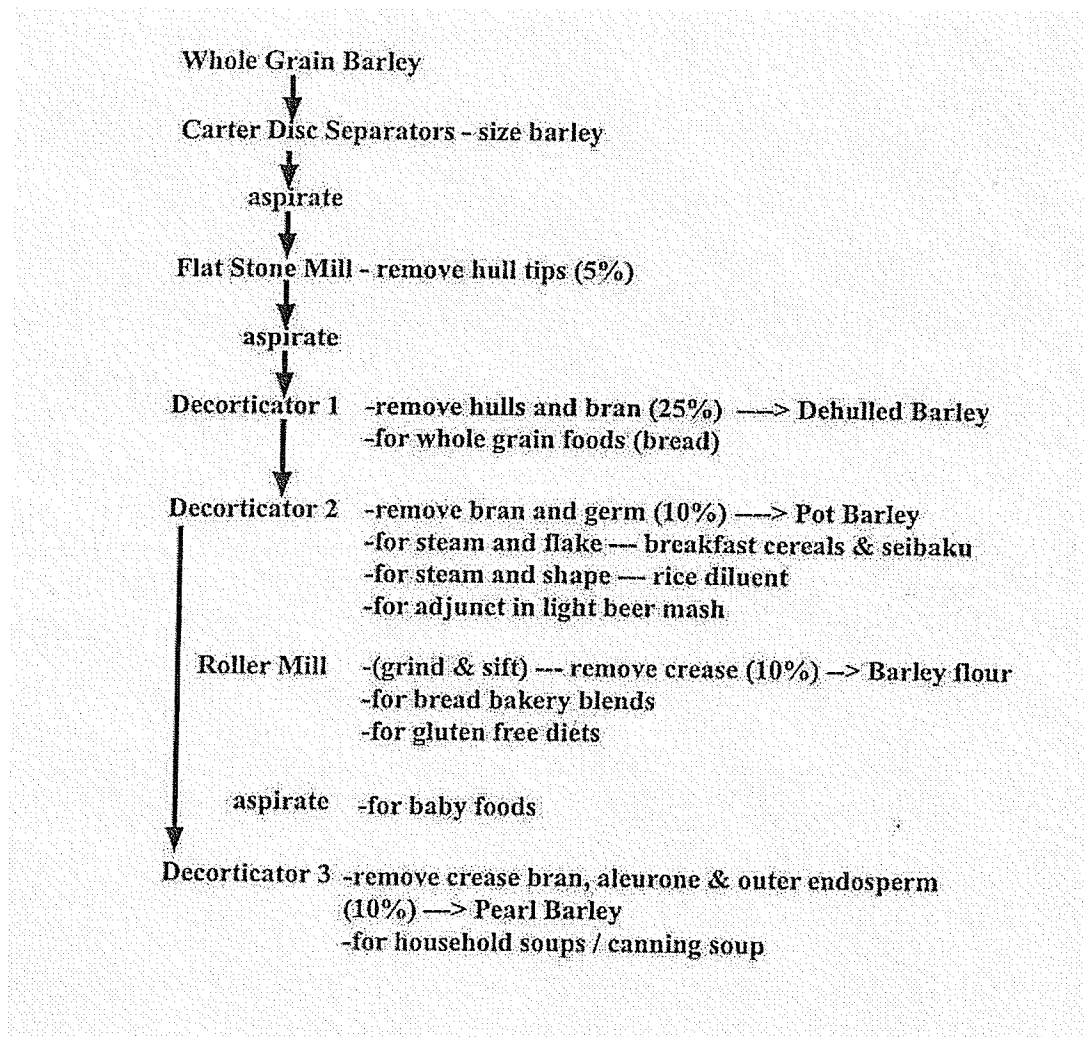 Whole Grain Barley
Carter Disc Separators - size barley
aspirate
Flat Stone Mill - remove hull tips (5%)
aspirate
Decorticator 1 -remove hulls and bran (25%) ----> Dehulled Barley
-for whole grain foods (bread)
Decorticator 2 -remove bran and germ (10%) ----> Pot Barley
-for steam and flake --- breakfast cereals & seibaku
-for steam and shape --- rice diluent
-for adjunct in light beer mash
Roller Mill -(grind & sift) --- remove crease (10%) --> Barley flour
-for bread bakery blends
-for gluten free diets
aspirate -for baby foods
Decorticator 3 -remove crease bran, aleurone & outer endosperm
(10%) ---> Pearl Barley
-for household soups / canning soup